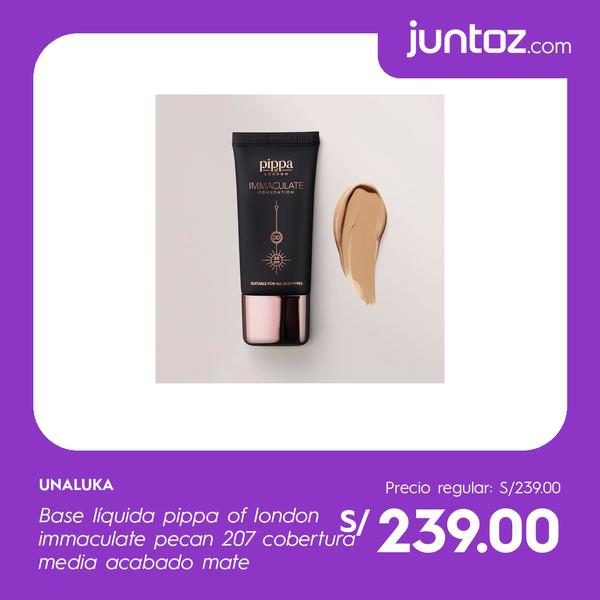 juntoz.com
pippa
LONDON
IMMACULATE
FOUNDATION
SUITABLE FOR ALL SKIN TYPES
UNALUKA
Precio regular: S/239.00
Base líquida pippa of london
immaculate pecan 207 cobertura
media acabado mate
S/ 239.00